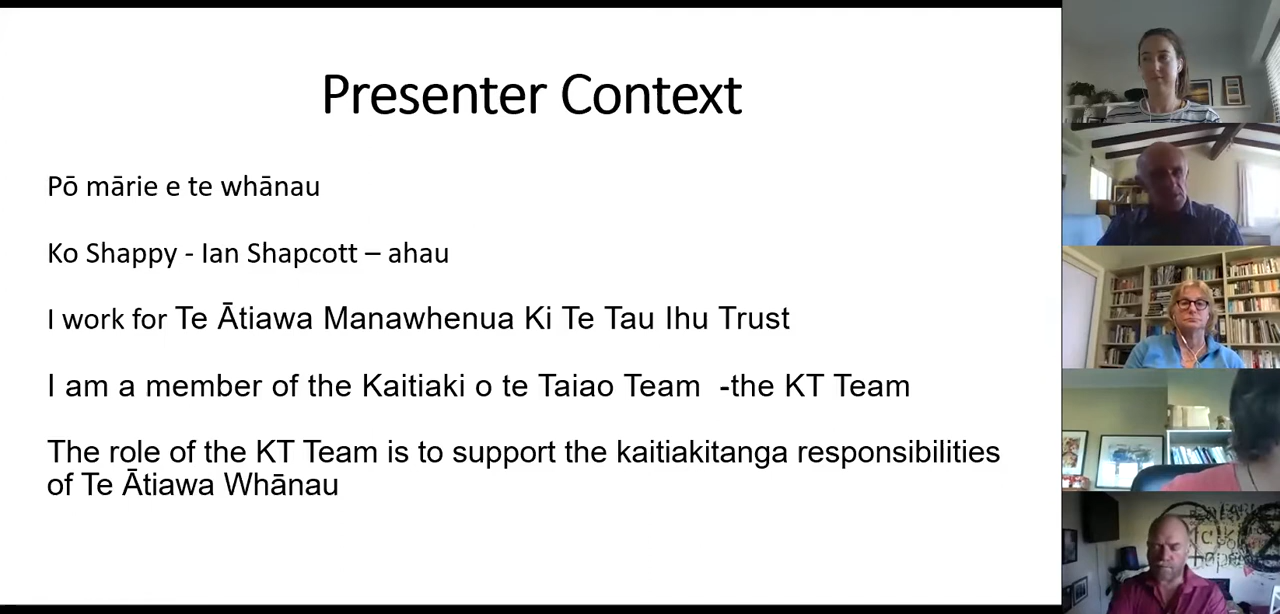 Presenter Context
Pō mārie e te whānau
Ko Shappy - Ian Shapcott – ahau
I work for Te Ātiawa Manawhenua Ki Te Tau Ihu Trust
I am a member of the Kaitiaki o te Taiao Team  -the KT Team
The role of the KT Team is to support the kaitiakitanga responsibilities
of Te Ātiawa Whānau